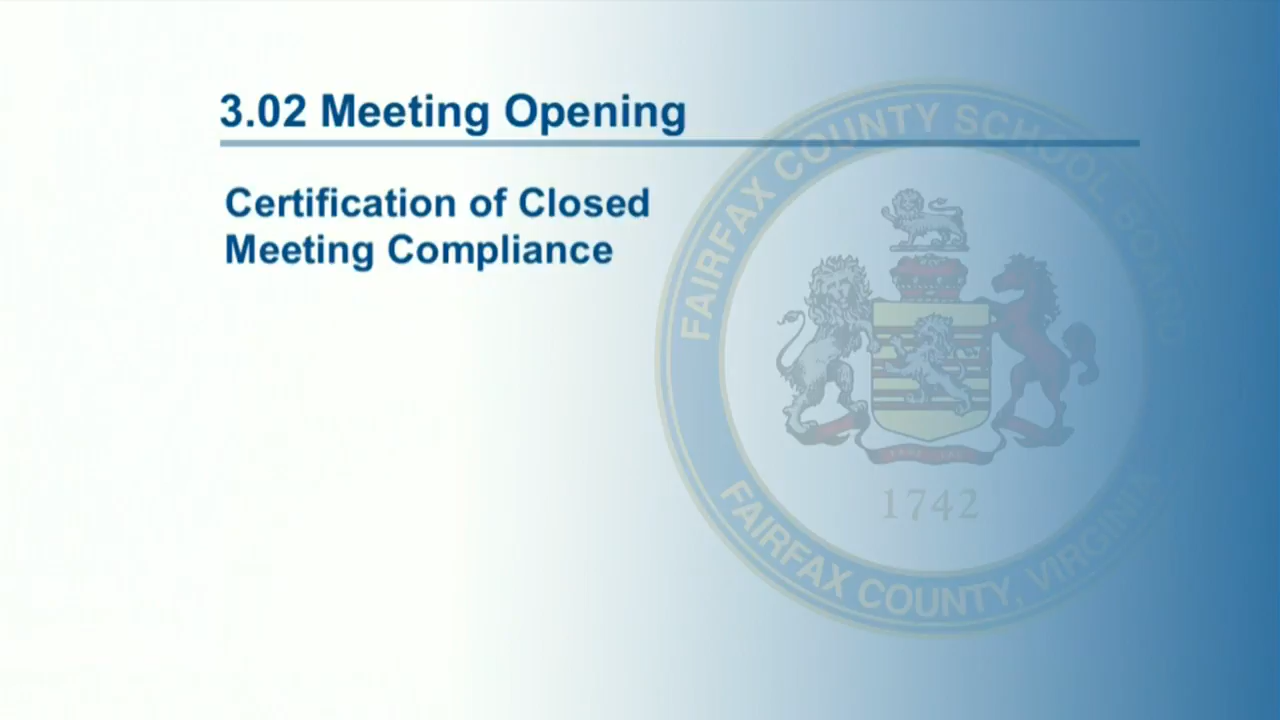 3.02 Meeting Opening
Certification of Closed
Meeting Compliance
FAIRFAX COUNTY SCHOOL BOARD
1742
FAIRFAX COUNTY, VIRGINIA